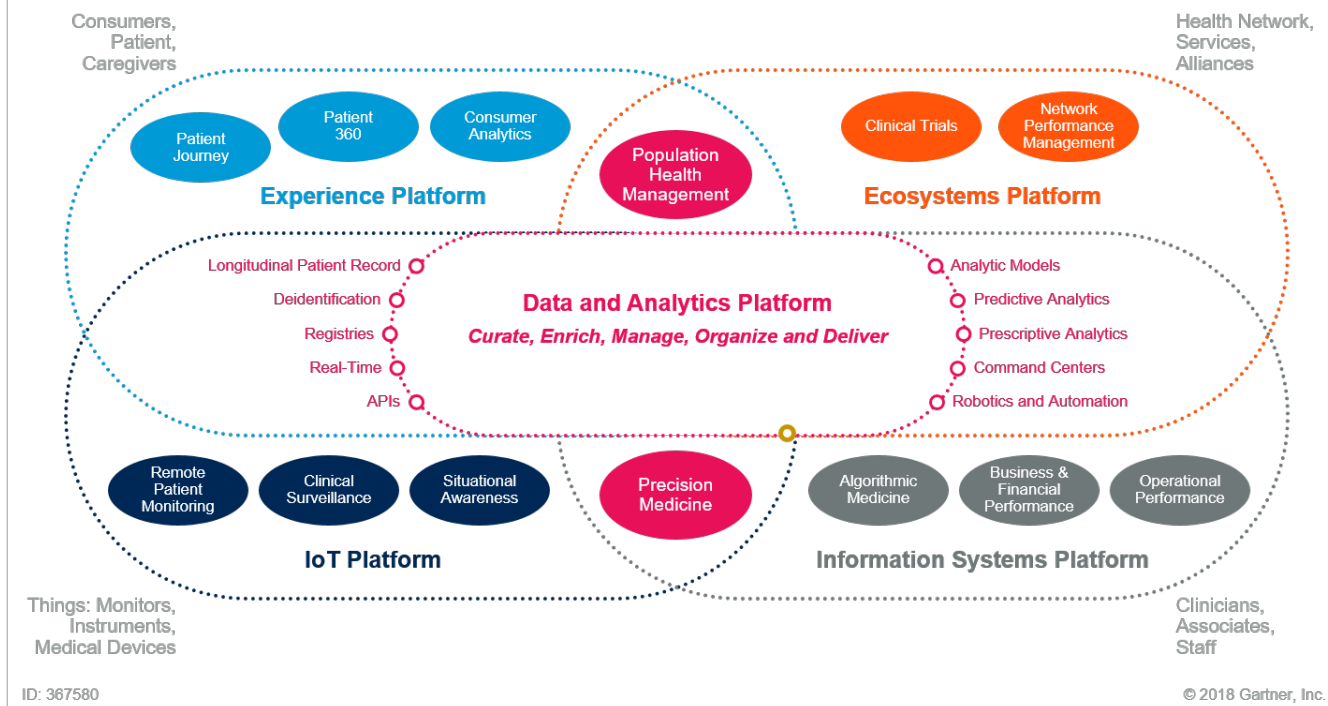 Consumers,
Patient,
Caregivers
Health Network,
Services,
Alliances
Patient
Journey
Patient
360
Consumer
Analytics
Population
Health
Management
Clinical Trials
Network
Performance
Management
Experience Platform
Ecosystems Platform
Longitudinal Patient Record
Deidentification
Registries
Real-Time
APIs
Data and Analytics Platform
Curate, Enrich, Manage, Organize and Deliver
Analytic Models
Predictive Analytics
Prescriptive Analytics
Command Centers
Robotics and Automation
Remote
Patient
Monitoring
Clinical
Surveillance
Situational
Awareness
Precision
Medicine
Algorithmic
Medicine
Business &
Financial
Performance
Operational
Performance
IoT Platform
Information Systems Platform
Things: Monitors,
Instruments,
Medical Devices
Clinicians,
Associates,
Staff
ID: 367580
© 2018 Gartner, Inc.